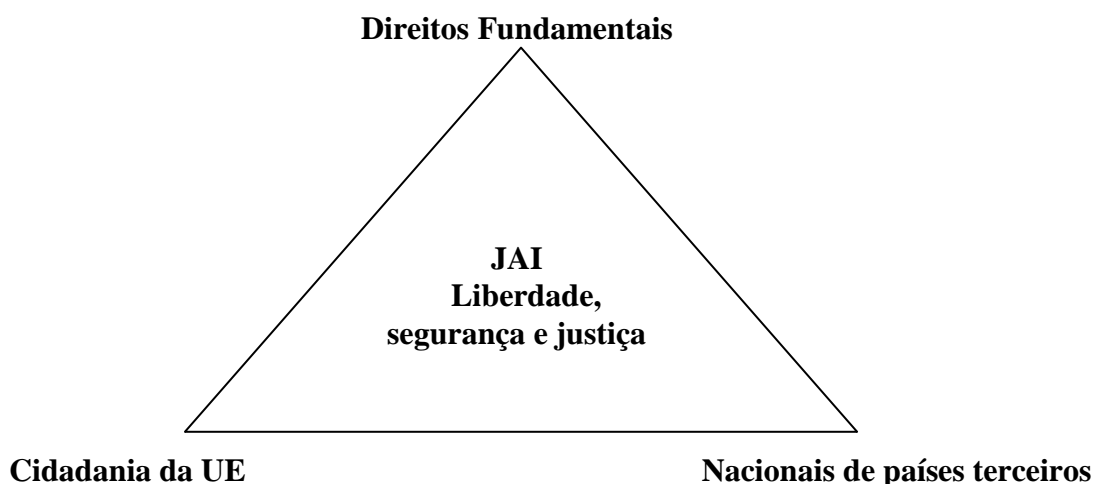 Direitos Fundamentais
JAI
Liberdade,
segurança e justiça
Cidadania da UE
Nacionais de países terceiros